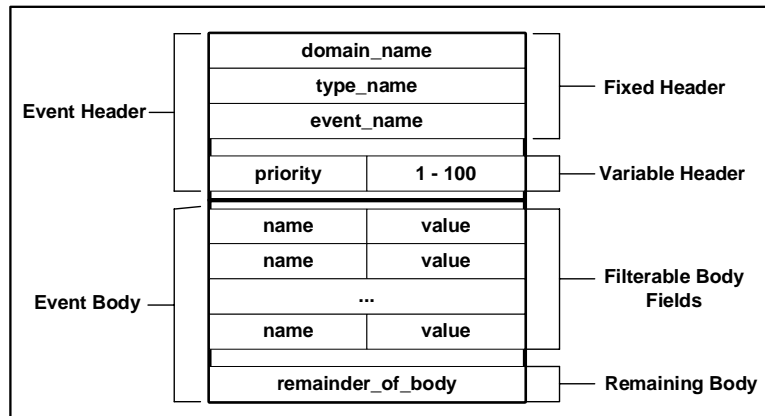 domain_name
type_name
event_name
Event Header
Fixed Header
priority 1 - 100
Variable Header
name value
name value
...
name value
Event Body
Filterable Body
Fields
remainder_of_body
Remaining Body